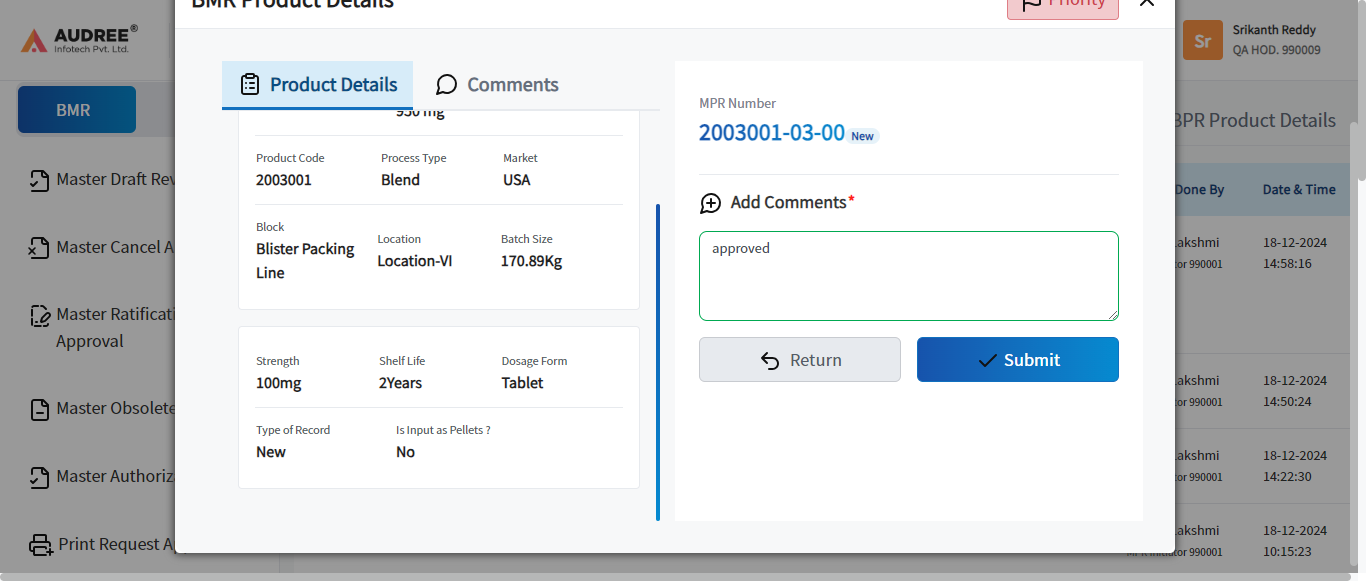 BMR Product Details
Priority
AUDREE®
Infotech Pvt. Ltd.
Sr
Srikanth Reddy
QA HOD. 990009
BMR
BPR Product Details
Master Draft Rev
Master Cancel A
Master Ratificati
Approval
Master Obsolete
Master Authoriza
Print Request A
Product Details
Comments
950 mg
Product Code
Process Type
Market
2003001
Blend
USA
Block
Location
Batch Size
Blister Packing
Line
Location-VI
170.89Kg
Strength
Shelf Life
Dosage Form
100mg
2Years
Tablet
Type of Record
Is Input as Pellets ?
New
No
MPR Number
2003001-03-00 New
Add Comments*
approved
Return
Submit
Done By
Date & Time
akshmi
18-12-2024
tor 990001
14:58:16
akshmi
18-12-2024
tor 990001
14:50:24
akshmi
18-12-2024
tor 990001
14:22:30
akshmi
18-12-2024
MPR Initiator 990001
10:15:23